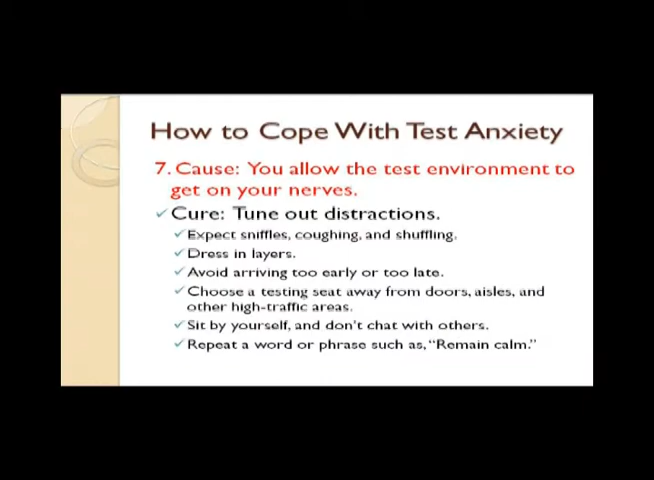 How to Cope With Test Anxiety
7. Cause: You allow the test environment to
get on your nerves.
Cure: Tune out distractions.
Expect sniffles, coughing, and shuffling.
Dress in layers.
Avoid arriving too early or too late.
Choose a testing seat away from doors, aisles, and
other high-traffic areas.
Sit by yourself, and don't chat with others.
Repeat a word or phrase such as, "Remain calm."